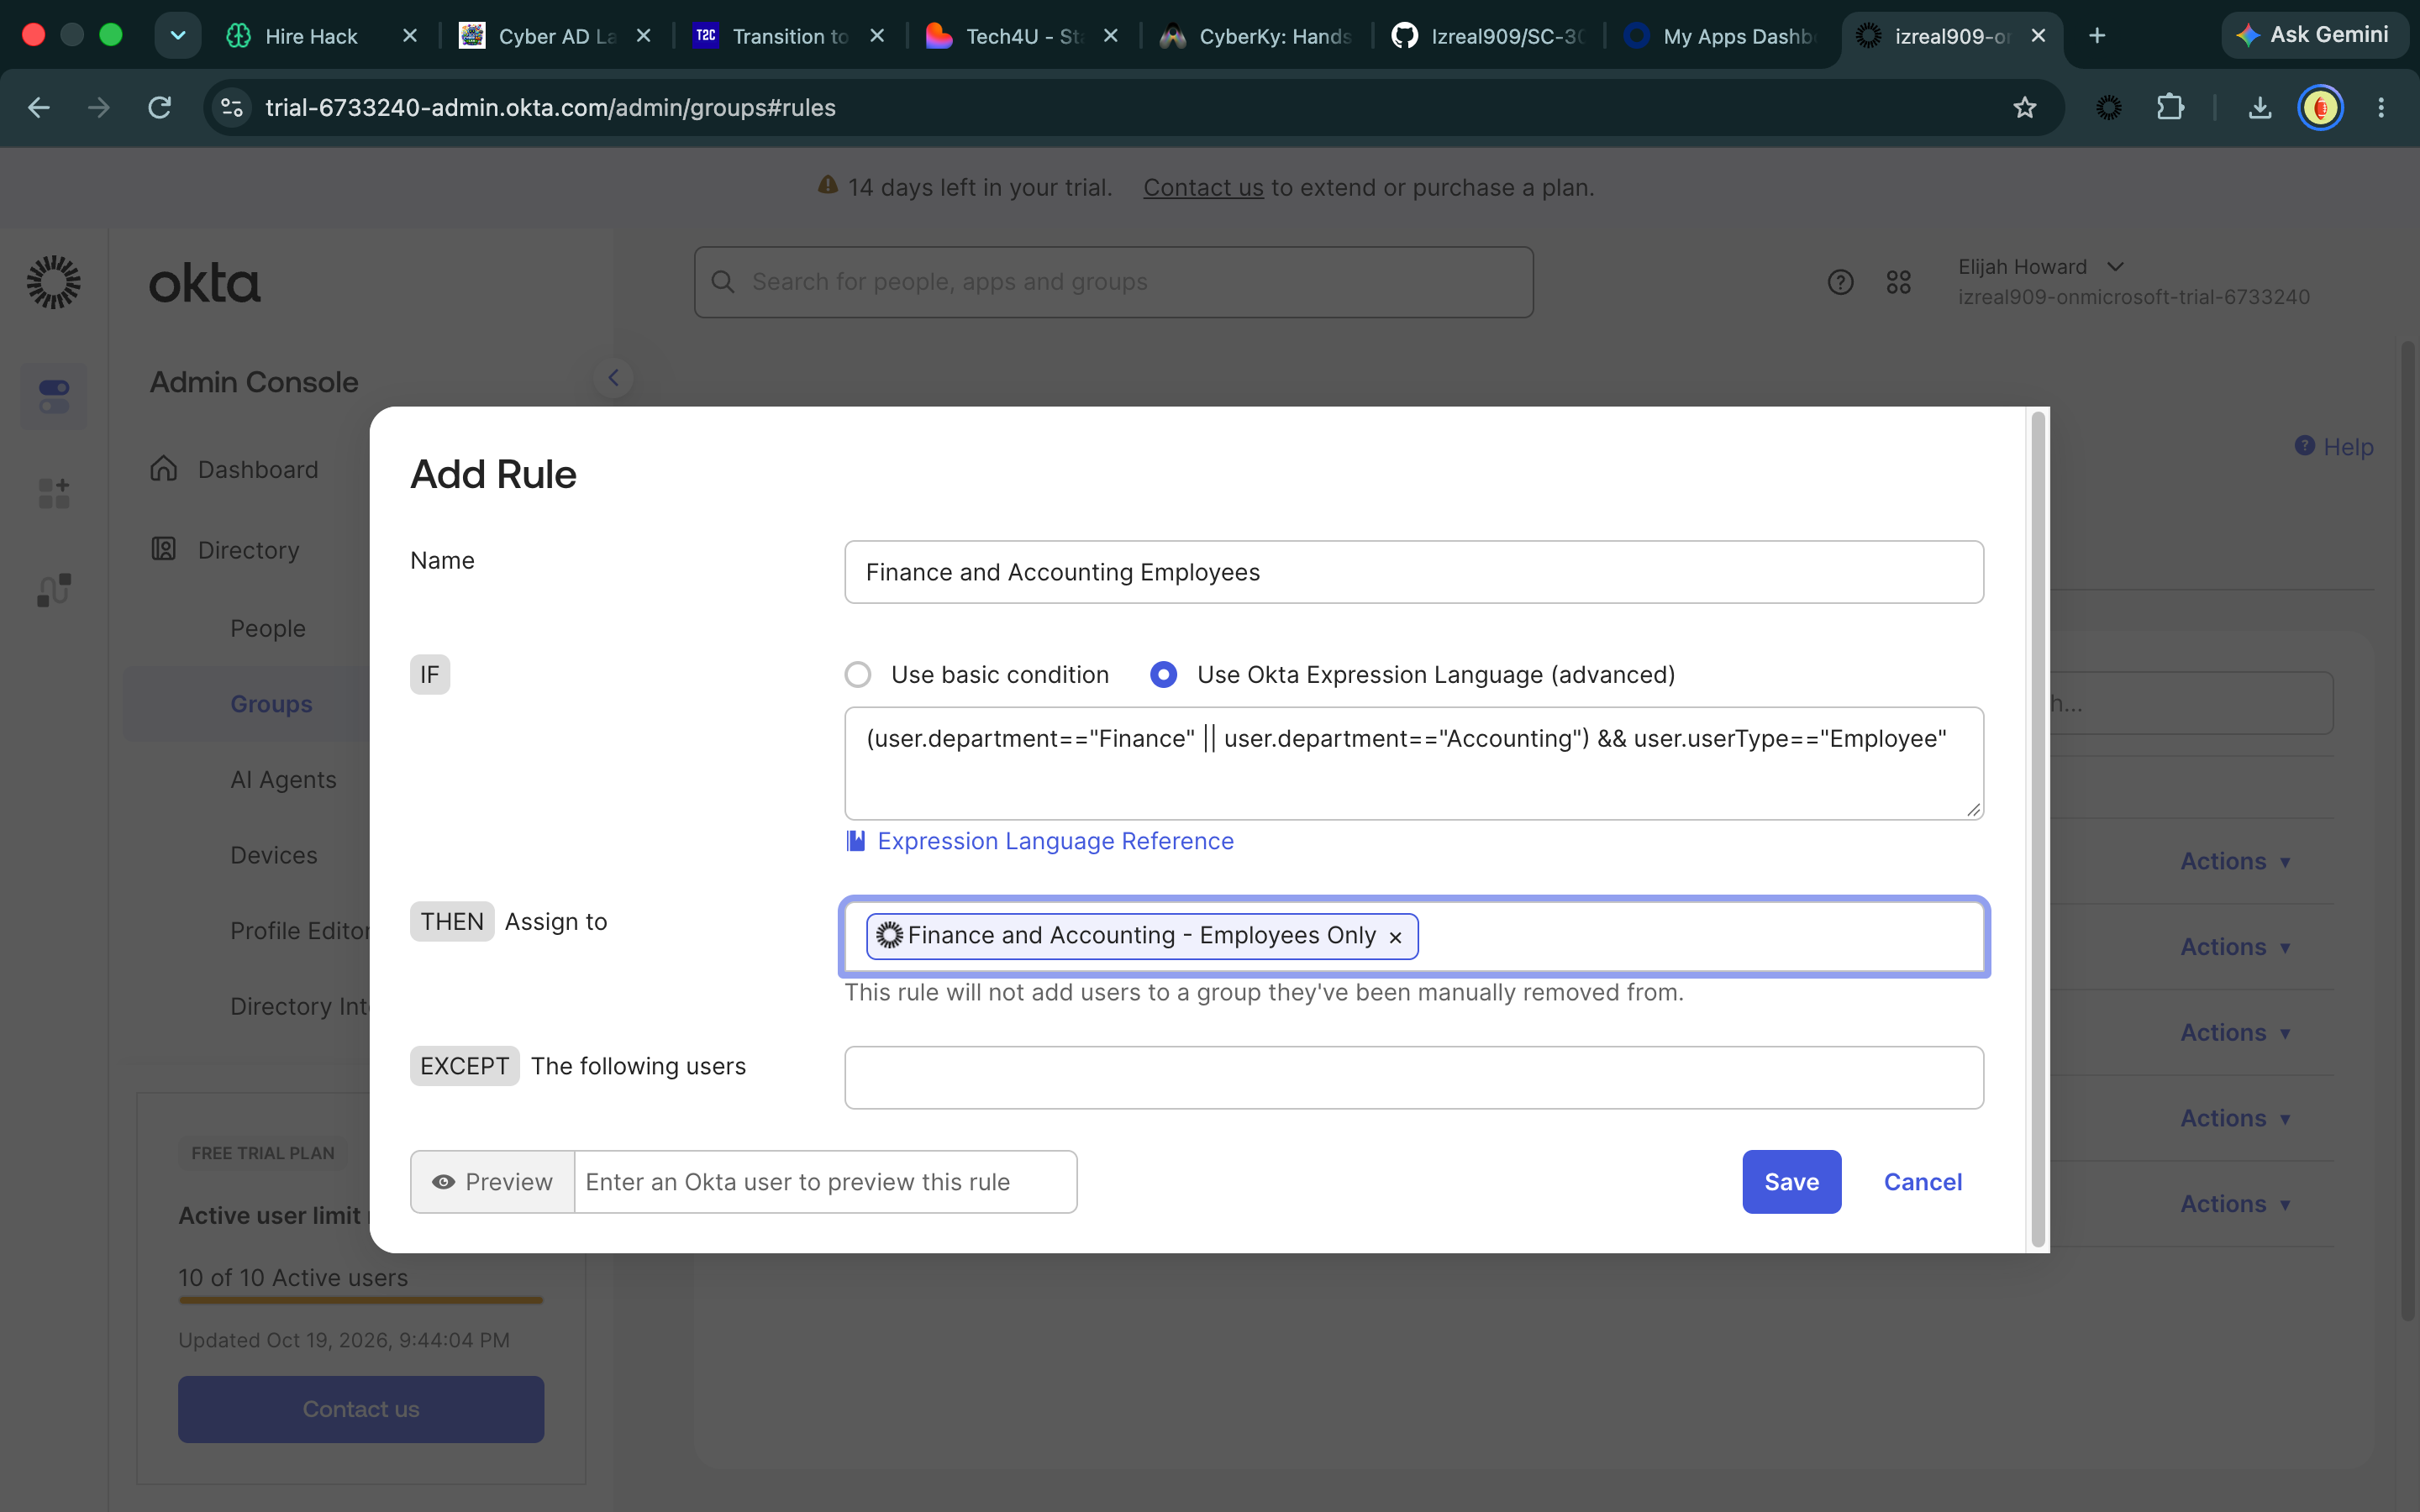 Hire Hack
Cyber AD La
T2C
Transition to
Tech4U - Sta
CyberKy: Hands
Izreal909/SC-30
My Apps Dashb
izreal909-on
Ask Gemini
trial-6733240-admin.okta.com/admin/groups#rules
14 days left in your trial. Contact us to extend or purchase a plan.
okta
Search for people, apps and groups
Elijah Howard
izreal909-onmicrosoft-trial-6733240
Admin Console
Help
Dashboard
Directory
People
Groups
AI Agents
Devices
Profile Editor
Directory Int
FREE TRIAL PLAN
Active user limit
10 of 10 Active users
Updated Oct 19, 2026, 9:44:04 PM
Contact us
Add Rule
Name
Finance and Accounting Employees
IF
Use basic condition
Use Okta Expression Language (advanced)
(user.department=="Finance" || user.department=="Accounting") && user.userType=="Employee"
Expression Language Reference
THEN Assign to
Finance and Accounting - Employees Only
This rule will not add users to a group they've been manually removed from.
EXCEPT The following users
Preview
Enter an Okta user to preview this rule
Save
Cancel
h...
Actions
Actions
Actions
Actions
Actions